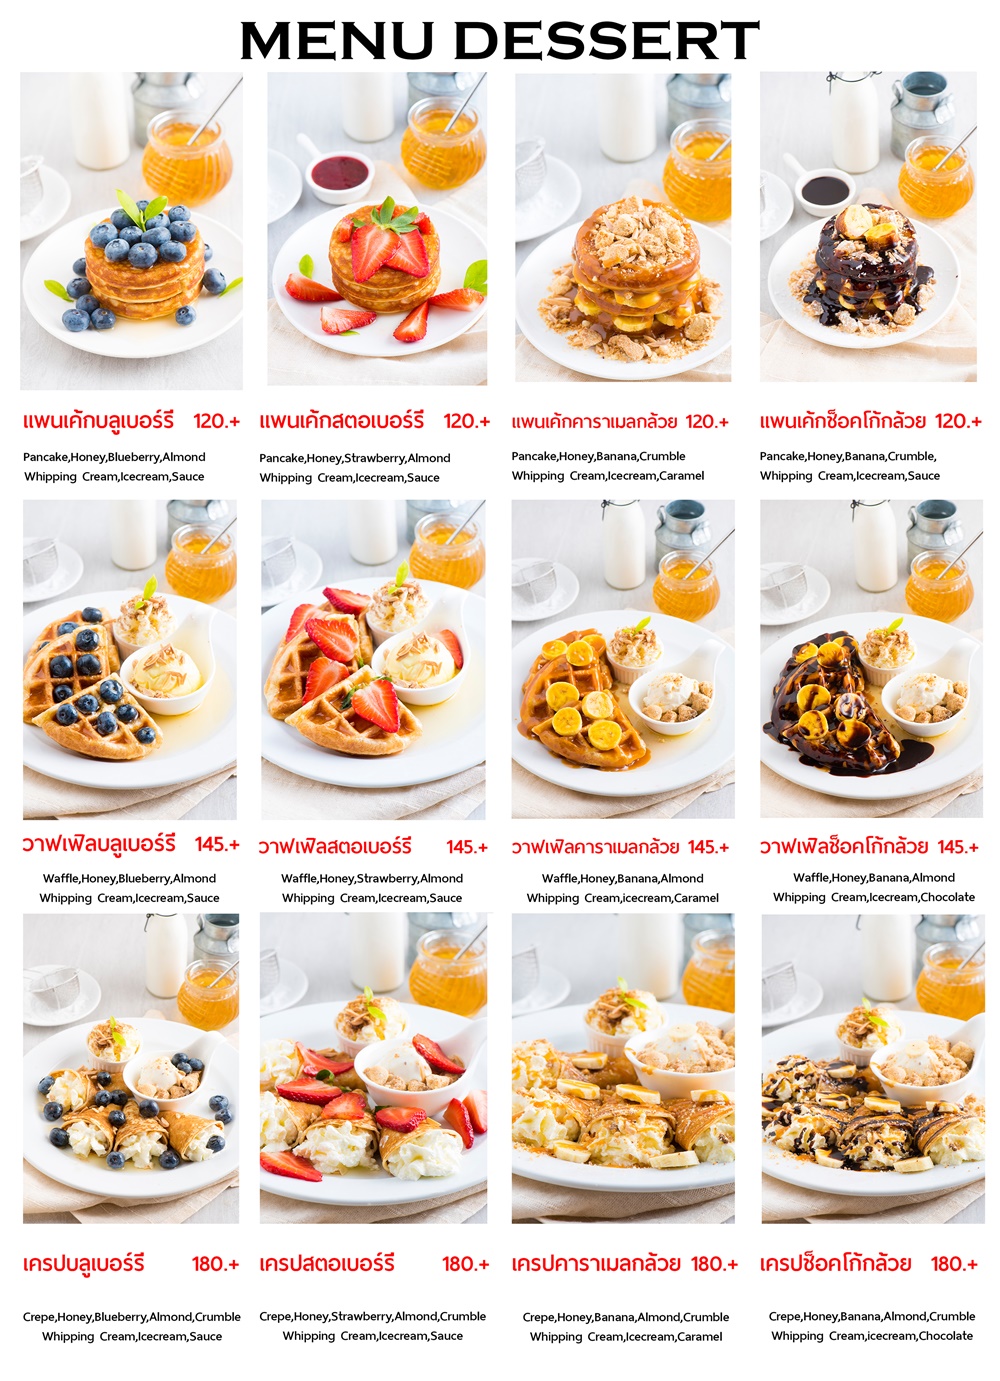 MENU DESSERT
แพนเค้กบลูเบอร์รี 120.+
Pancake,Honey,Blueberry,Almond
Whipping Cream,Icecream,Sauce
แพนเค้กสตอเบอร์รี 120.+
Pancake,Honey,Strawberry,Almond
Whipping Cream,Icecream,Sauce
แพนเค้กคาราเมลกล้วย 120.+
Pancake,Honey,Banana,Crumble
Whipping Cream,Icecream,Caramel
แพนเค้กช็อคโก้กล้วย 120.+
Pancake,Honey,Banana,Crumble,
Whipping Cream,Icecream,Sauce
วาฟเฟิลบลูเบอร์รี 145.+
Waffle,Honey,Blueberry,Almond
Whipping Cream,Icecream,Sauce
วาฟเฟิลสตอเบอร์รี 145.+
Waffle,Honey,Strawberry,Almond
Whipping Cream,Icecream,Sauce
วาฟเฟิลคาราเมลกล้วย 145.+
Waffle,Honey,Banana,Almond
Whipping Cream,icecream,Caramel
วาฟเฟิลช็อคโก้กล้วย 145.+
Waffle,Honey,Banana,Almond
Whipping Cream,Icecream,Chocolate
เครปบลูเบอร์รี 180.+
Crepe,Honey,Blueberry,Almond,Crumble
Whipping Cream,Icecream,Sauce
เครปสตอเบอร์รี 180.+
Crepe,Honey,Strawberry,Almond,Crumble
Whipping Cream,Icecream,Sauce
เครปคาราเมลกล้วย 180.+
Crepe,Honey,Banana,Almond,Crumble
Whipping Cream,Icecream,Caramel
เครปช็อคโก้กล้วย 180.+
Crepe,Honey,Banana,Almond,Crumble
Whipping Cream,icecream,Chocolate